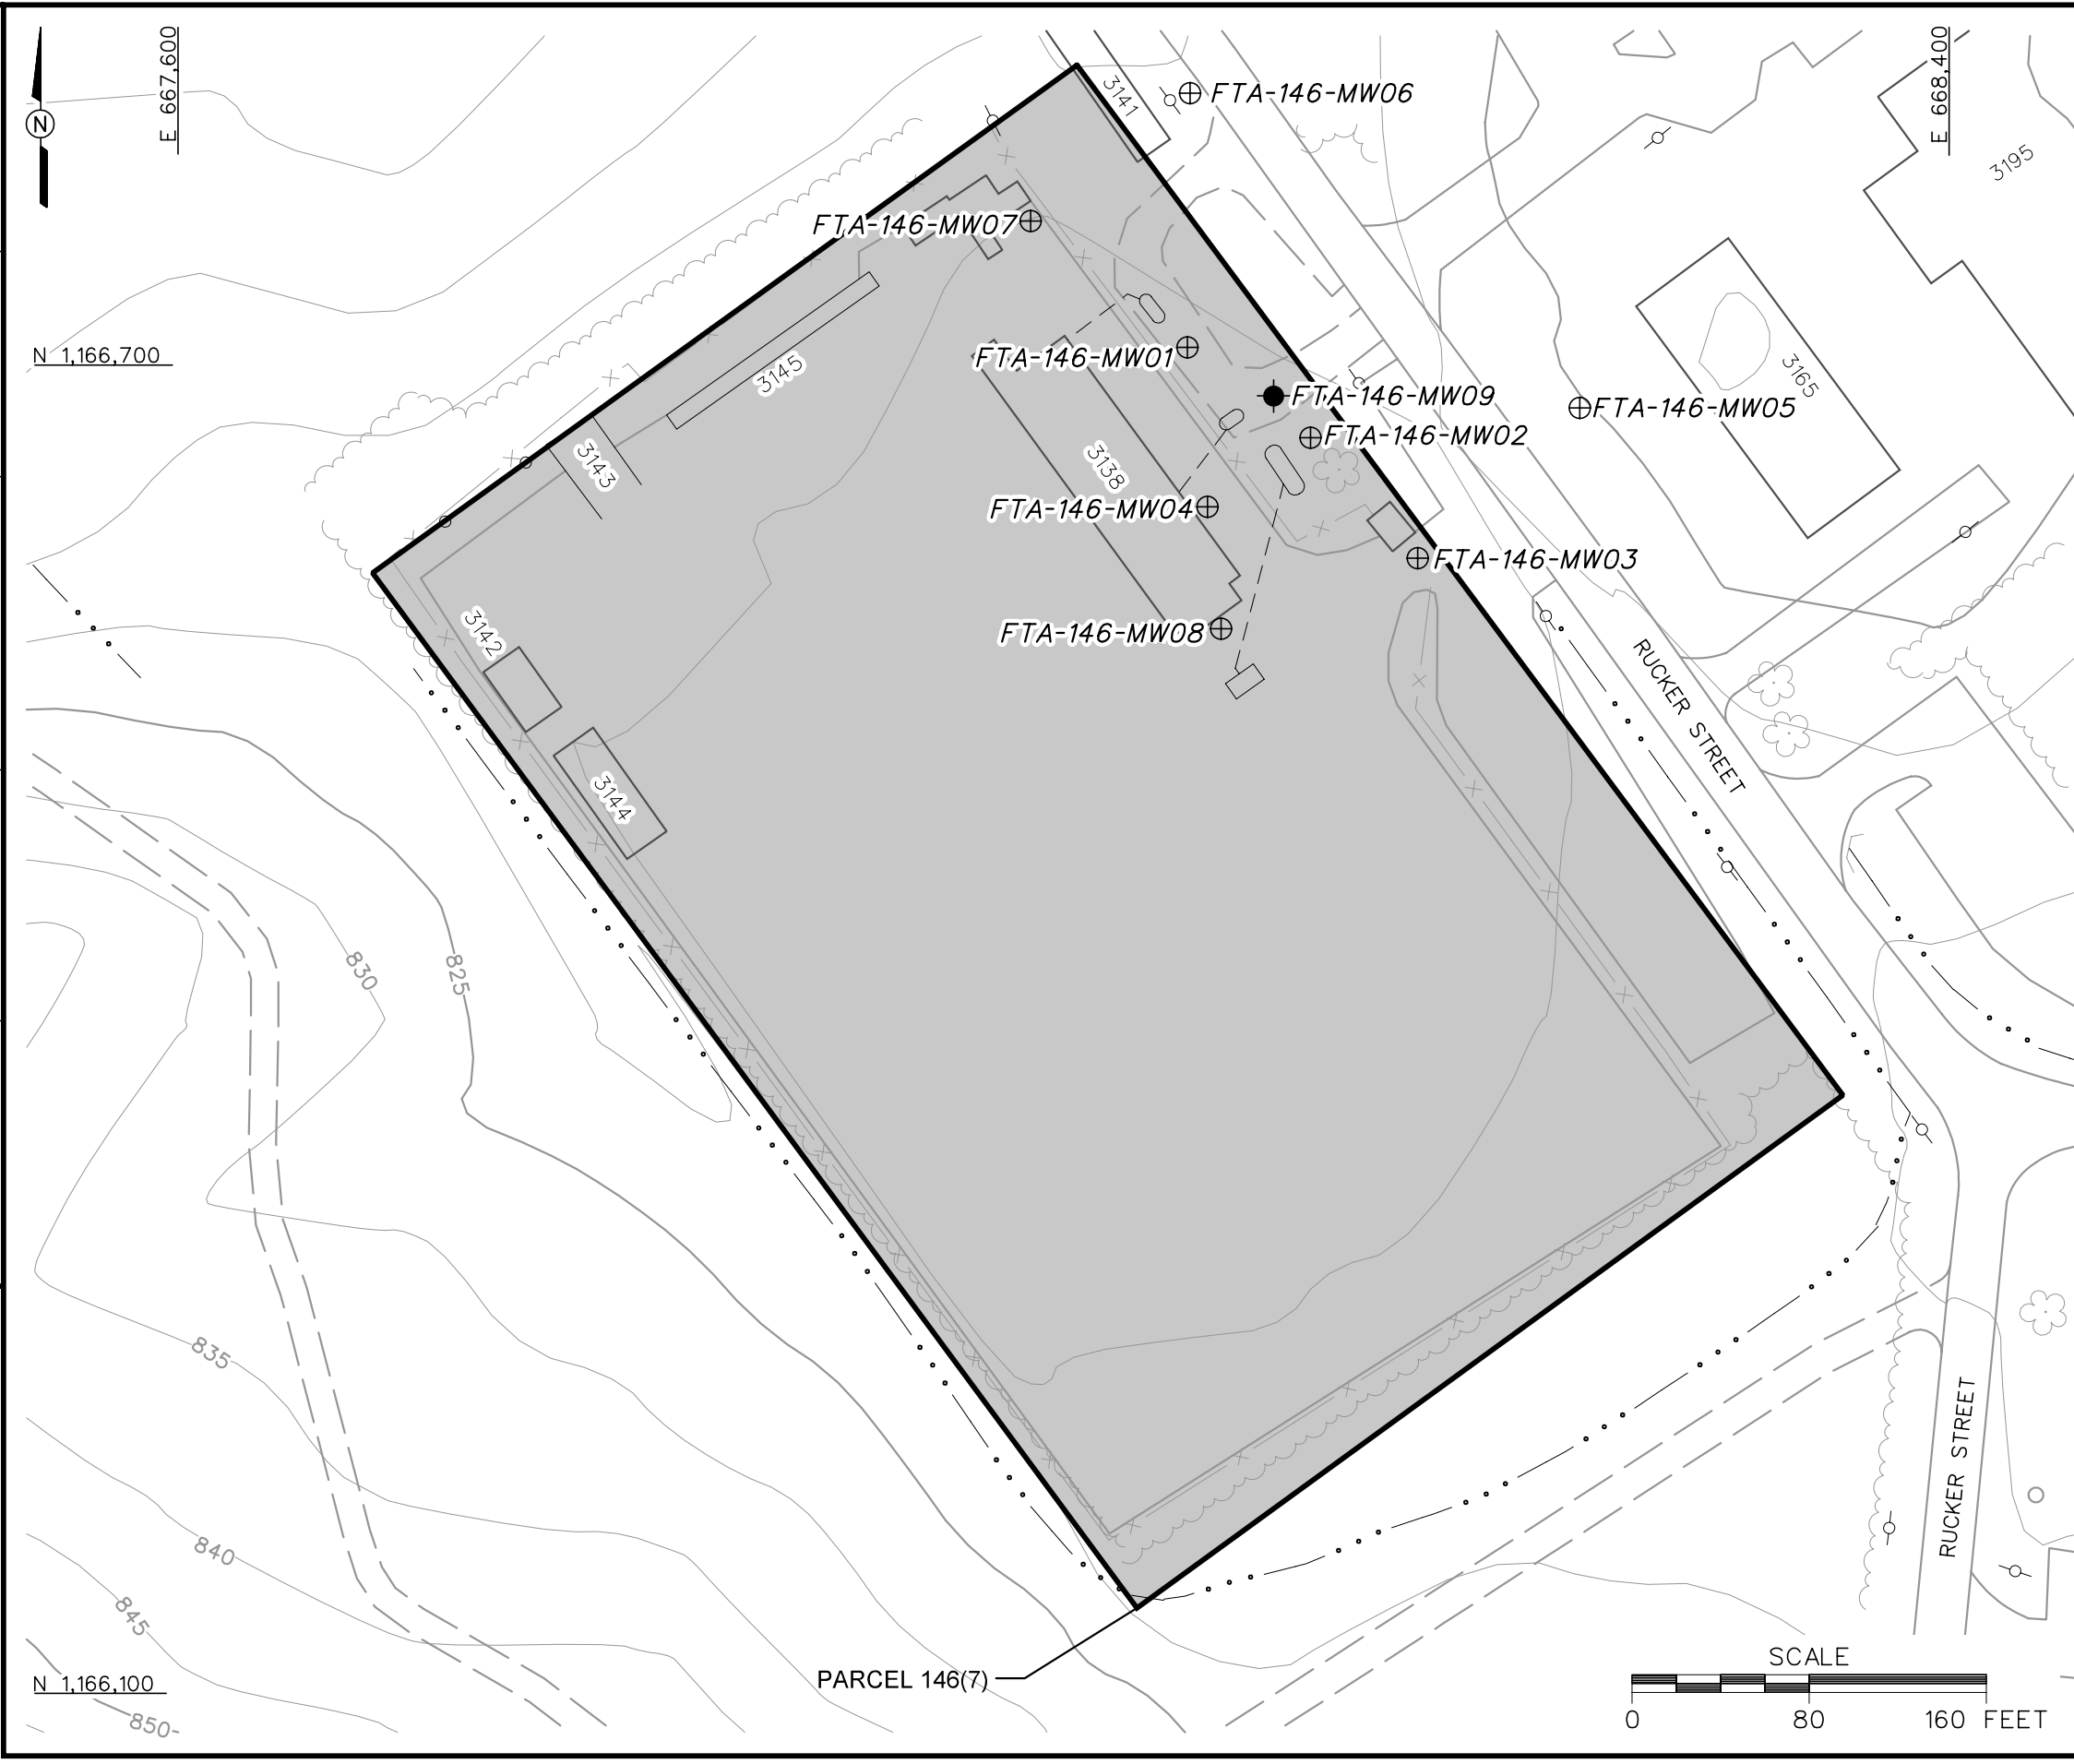 E 667,600
E 668,400
N
3141
FTA-146-MW06
3195
FTA-146-MW07
N 1,166,700
FTA-146-MW01
3145
3165
FTA-146-MW09
FTA-146-MW05
FTA-146-MW02
3143
3138
FTA-146-MW04
FTA-146-MW03
3142
FTA-146-MW08
RUCKER STREET
3144
830
825
835
RUCKER STREET
840
845
PARCEL 146(7)
N 1,166,100
850
SCALE
0 80 160 FEET